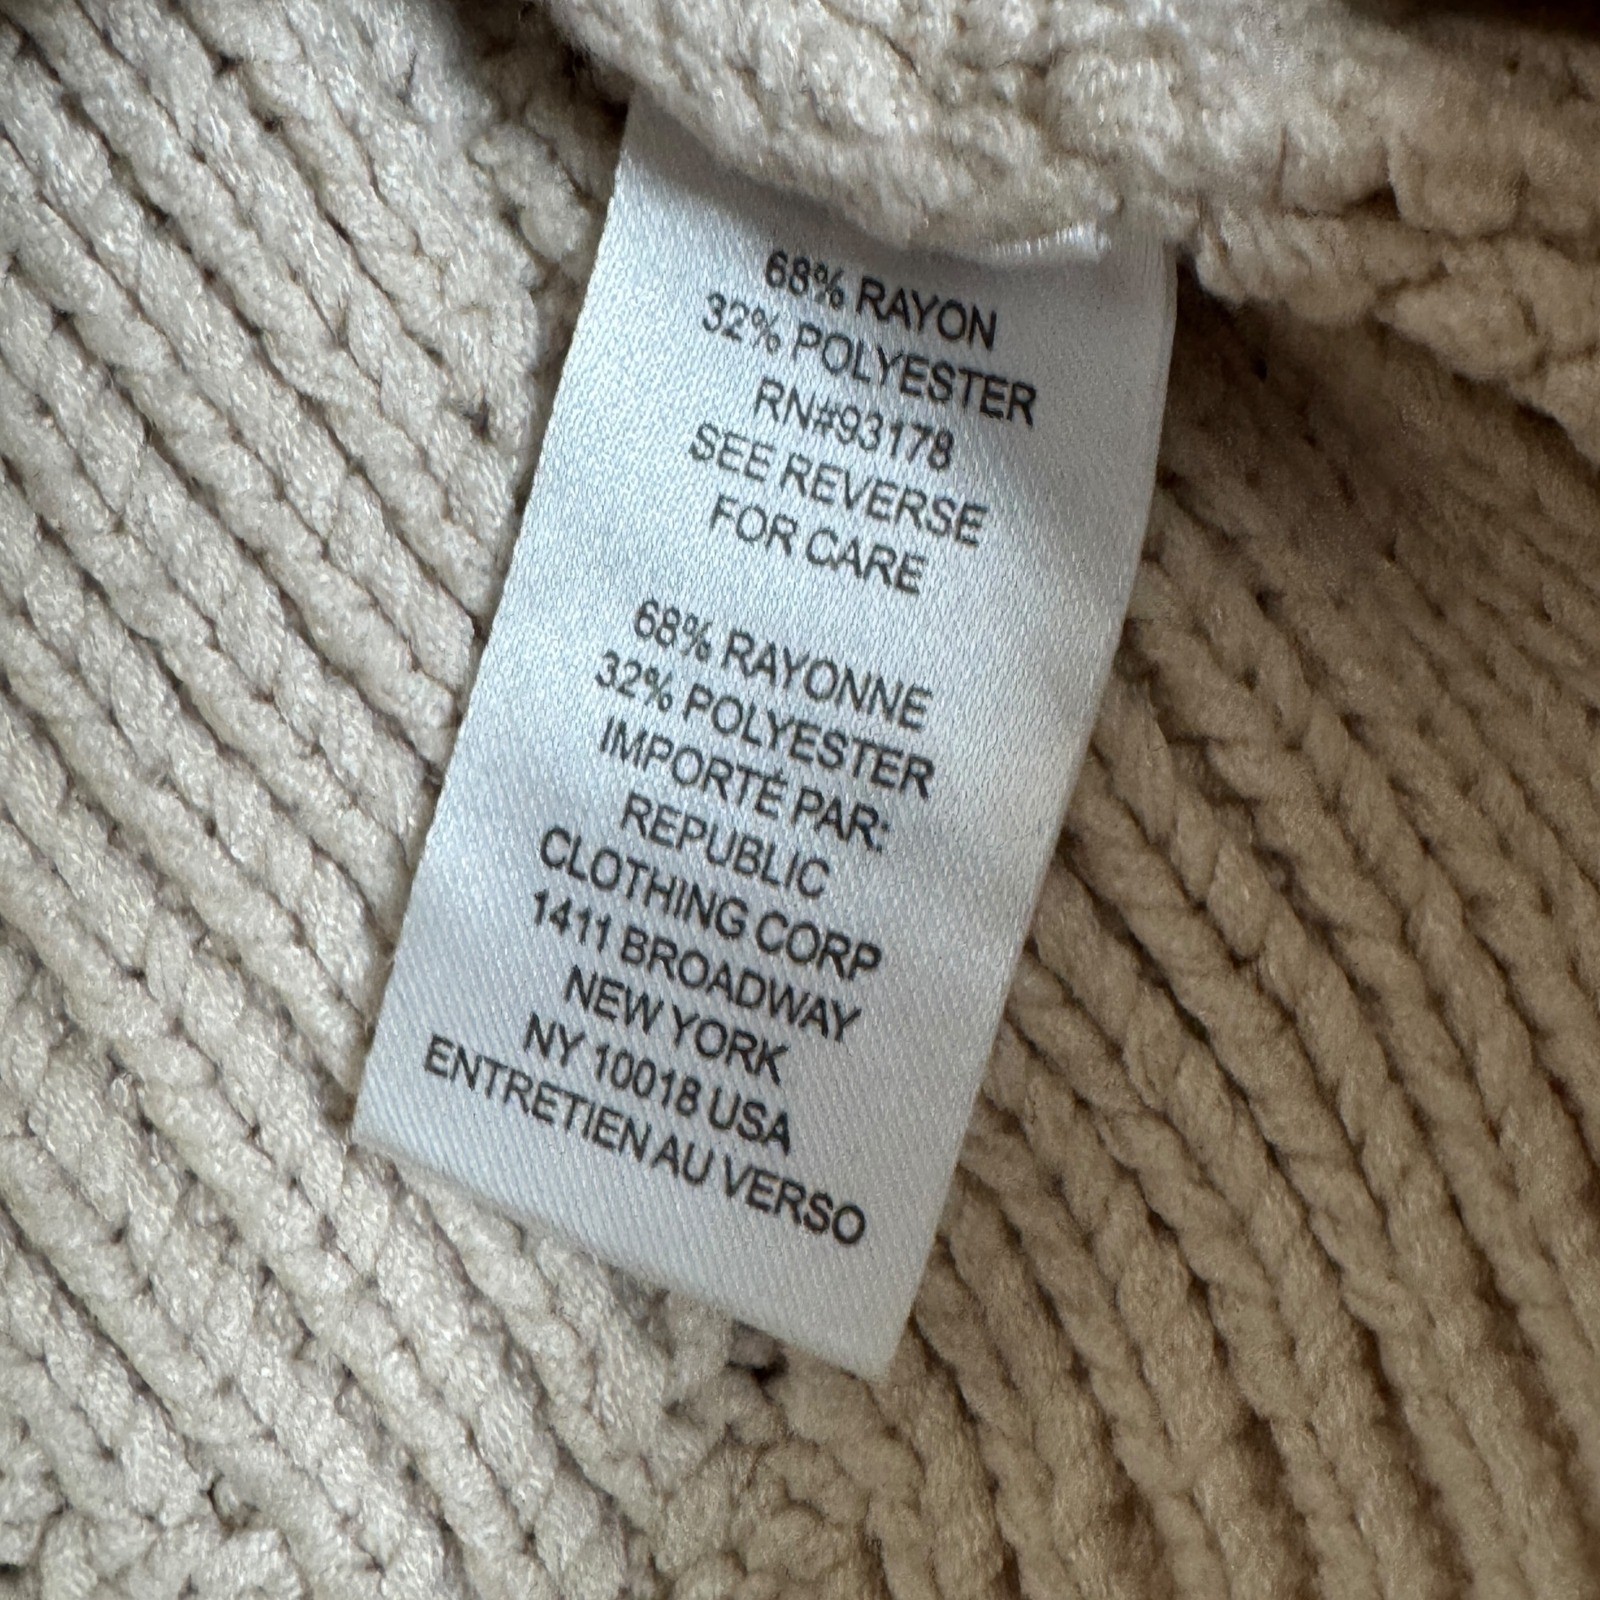 68% RAYON
32% POLYESTER
RN#93178
SEE REVERSE
FOR CARE
68% RAYONNE
32% POLYESTER
IMPORTÉ PAR:
REPUBLIC
CLOTHING CORP
1411 BROADWAY
NEW YORK
NY 10018 USA
ENTRETIEN AU VERSO